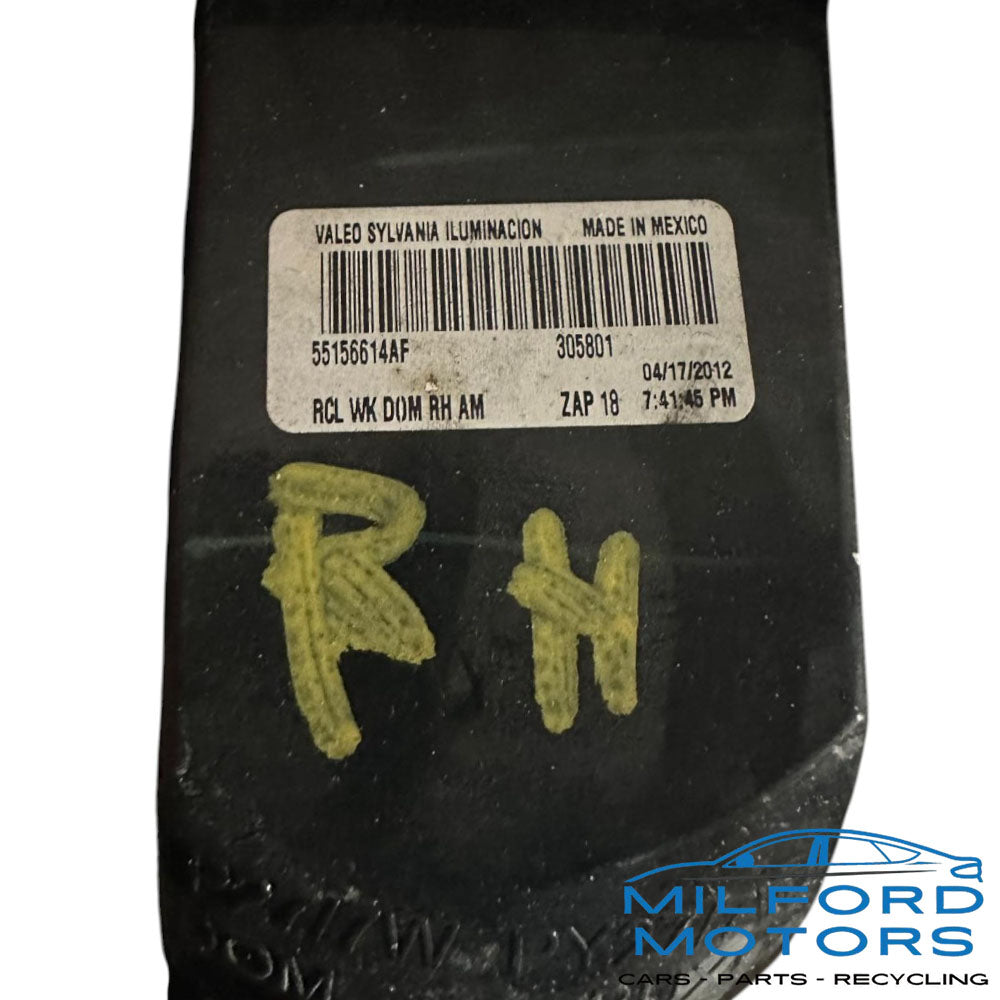 VALEO SYLVANIA ILUMINACION MADE IN MEXICO
55156614AF 305801
04/17/2012
RCL WK DOM RH AM ZAP 18 7:41:45 PM
RH
MILFORD
MOTORS
CARS - PARTS - RECYCLING